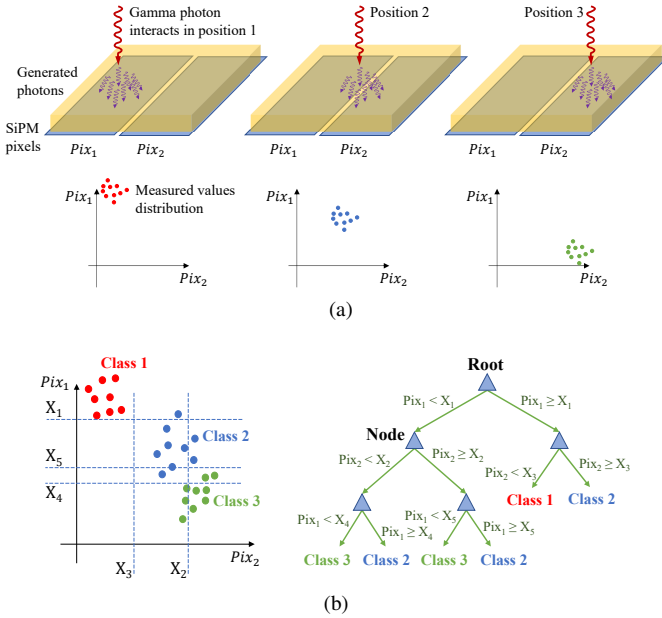 Gamma photon
interacts in position 1
Position 2
Position 3
Generated
photons
SiPM
pixels
Pix₁ Pix₂
Pix₁ Pix₂
Pix₁ Pix₂
Pix₁
Measured values
distribution
Pix₂
Pix₁
Pix₂
Pix₁
Pix₂
(a)
Pix₁
Class 1
X₁
Class 2
X₅
X₄
Class 3
X₃ X₂ Pix₂
Root
Pix₁ < X₁ Pix₁ ≥ X₁
Node
Pix₂ < X₂ Pix₂ ≥ X₂ Pix₂ < X₃ Pix₂ ≥ X₃
Class 1 Class 2
Pix₁ < X₄ Pix₁ ≥ X₄ Pix₁ < X₅ Pix₁ ≥ X₅
Class 3 Class 2 Class 3 Class 2
(b)